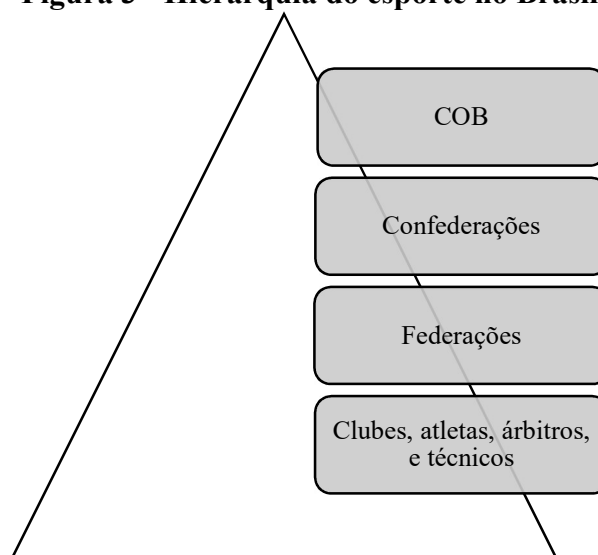 Figura 3 - Hierarquia do esporte no Brasil
COB
Confederações
Federações
Clubes, atletas, árbitros,
e técnicos